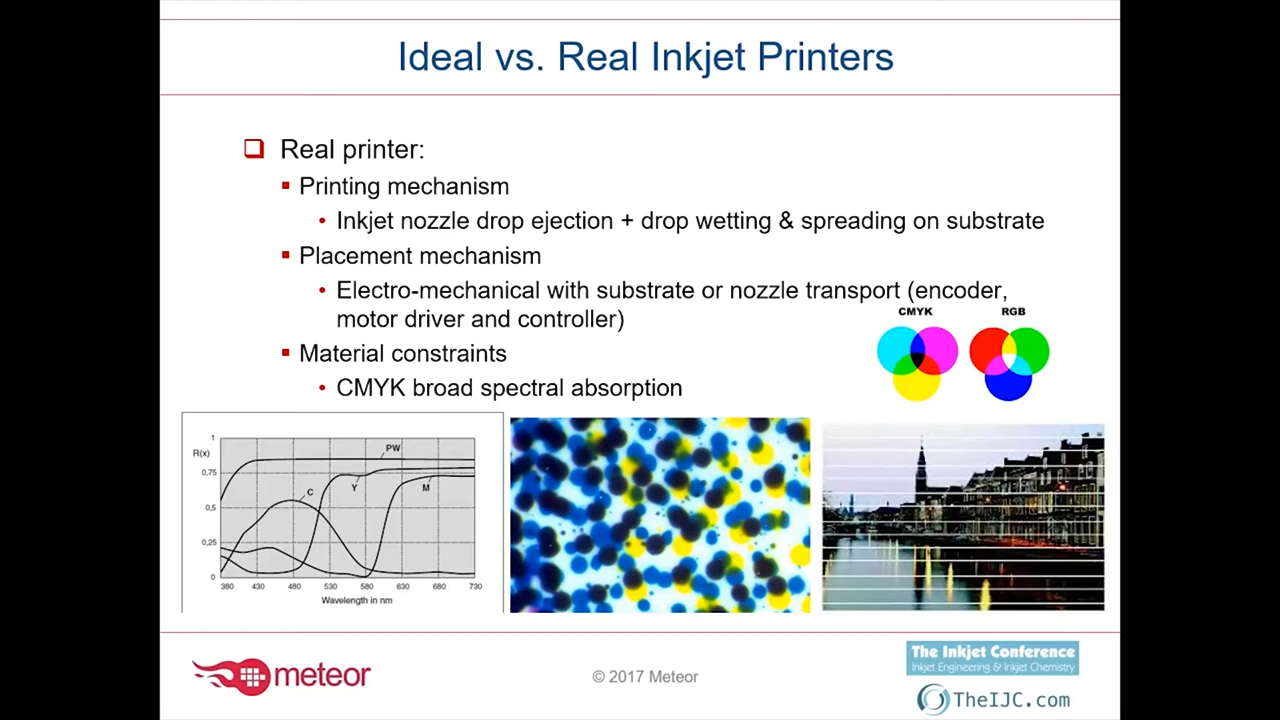 Ideal vs. Real Inkjet Printers
Real printer:
Printing mechanism
Inkjet nozzle drop ejection + drop wetting & spreading on substrate
Placement mechanism
Electro-mechanical with substrate or nozzle transport (encoder,
motor driver and controller)
CMYK RGB
Material constraints
CMYK broad spectral absorption
R(x)
1
0,75
0,5
0,25
0
PW
Y
M
C
380 430 480 530 580 630 680 730
Wavelength in nm
meteor
© 2017 Meteor
The Inkjet Conference
Inkjet Engineering & Inkjet Chemistry
TheIJC.com